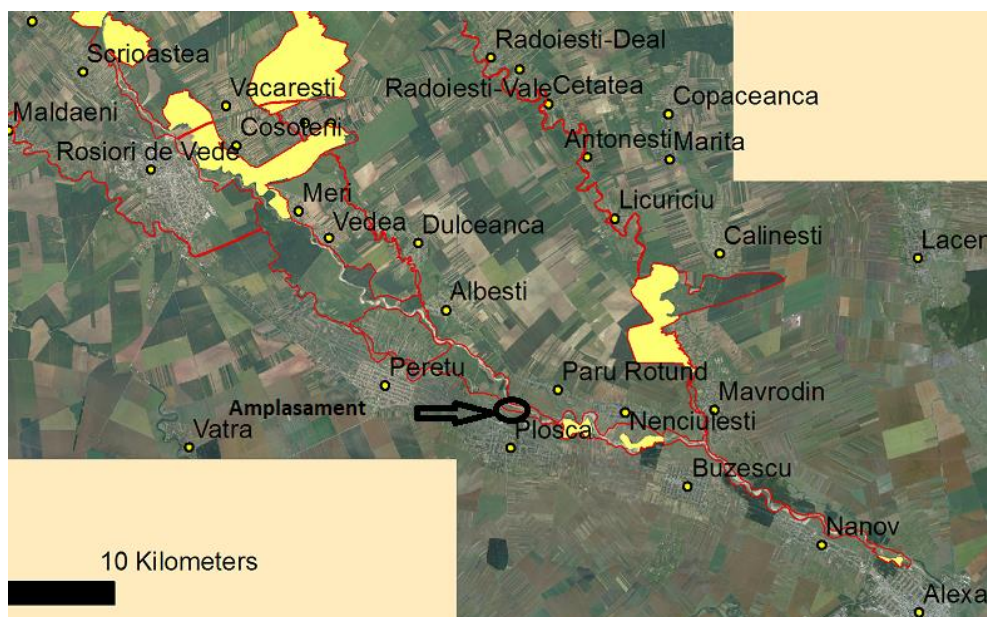 Radoiesti-Deal
Scrioastea
Vacaresti
Radoiesti-Vale
Cetatea
Copaceanca
Maldaeni
Cosoteni
Antonesti
Marita
Rosiori de Vede
Meri
Licuriciu
Vedea
Dulceanca
Calinesti
Lacen
Albesti
Peretu
Paru Rotund
Amplasament
Mavrodin
Nenciulesti
Vatra
Plosca
Buzescu
Nanov
10 Kilometers
Alexa